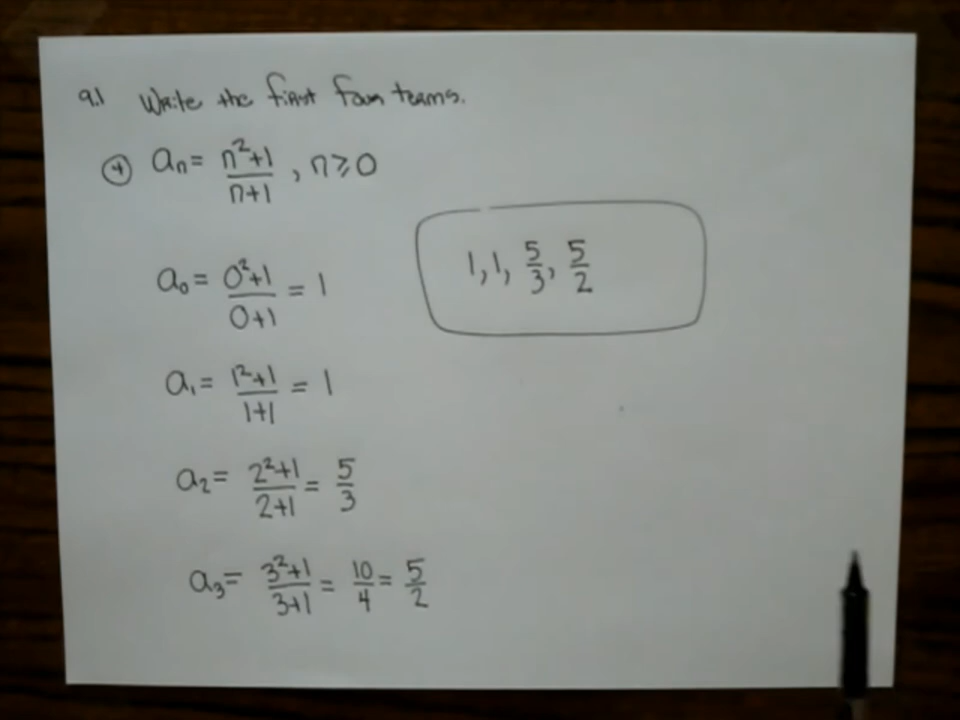 9.1 Write the first four terms.
④ aₙ = (n²+1)/(n+1), n ≥ 0
a₀ = (0²+1)/(0+1) = 1
1, 1, 5/3, 5/2
a₁ = (1²+1)/(1+1) = 1
a₂ = (2²+1)/(2+1) = 5/3
a₃ = (3²+1)/(3+1) = 10/4 = 5/2